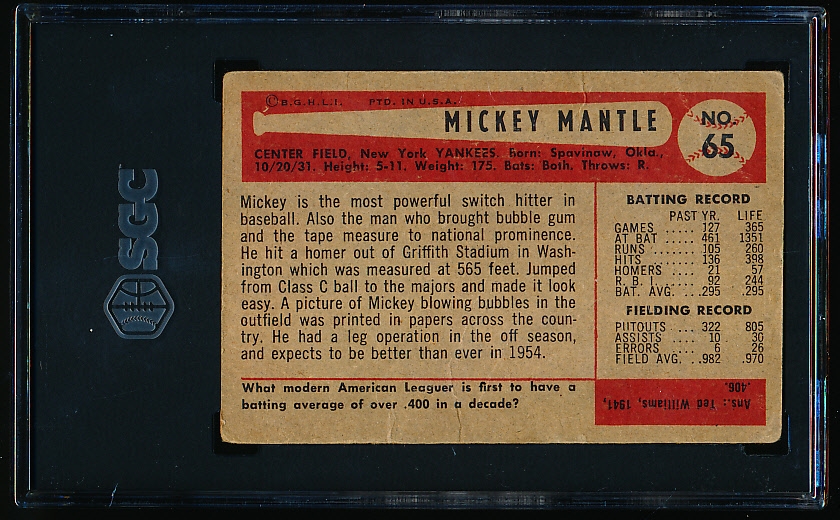 SGC
©B.G.H.L.I. PTD. IN U.S.A.
MICKEY MANTLE
NO.
65
CENTER FIELD, New York YANKEES. Born: Spavinaw, Okla.,
10/20/31. Height: 5-11. Weight: 175. Bats: Both. Throws: R.
Mickey is the most powerful switch hitter in
baseball. Also the man who brought bubble gum
and the tape measure to national prominence.
He hit a homer out of Griffith Stadium in Wash-
ington which was measured at 565 feet. Jumped
from Class C ball to the majors and made it look
easy. A picture of Mickey blowing bubbles in the
outfield was printed in papers across the coun-
try. He had a leg operation in the off season,
and expects to be better than ever in 1954.
What modern American Leaguer is first to have a
batting average of over .400 in a decade?
BATTING RECORD
PAST YR. LIFE
GAMES ..... 127 365
AT BAT ..... 461 1351
RUNS ..... 105 260
HITS ..... 136 398
HOMERS .... 21 57
R. B. I. .... 92 244
BAT. AVG. ... .295 .295
FIELDING RECORD
PUTOUTS ... 322 805
ASSISTS .... 10 30
ERRORS .... 6 26
FIELD AVG. .. .982 .970
Ans.: Ted Williams, 1941,
.406.